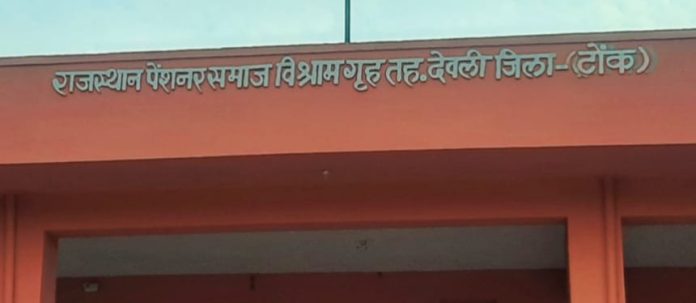 राजस्थान पेंशनर समाज विश्राम गृह तह. देवली जिला-(टोंक)